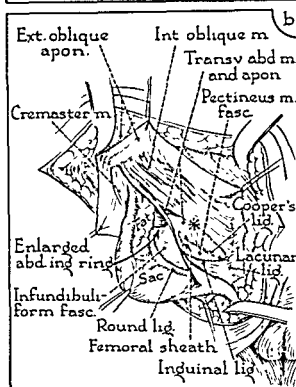 b
Ext. oblique
apon.
Int oblique m
Transv abd m.
and apon
Pectineus m.
fasc.
Cremaster m
Cooper's
lig.
Lacunar
lig.
Enlarged
abd ing ring
Sac
Infundibuli-
form fasc.
Round lig.
Femoral sheath
Inguinal lig